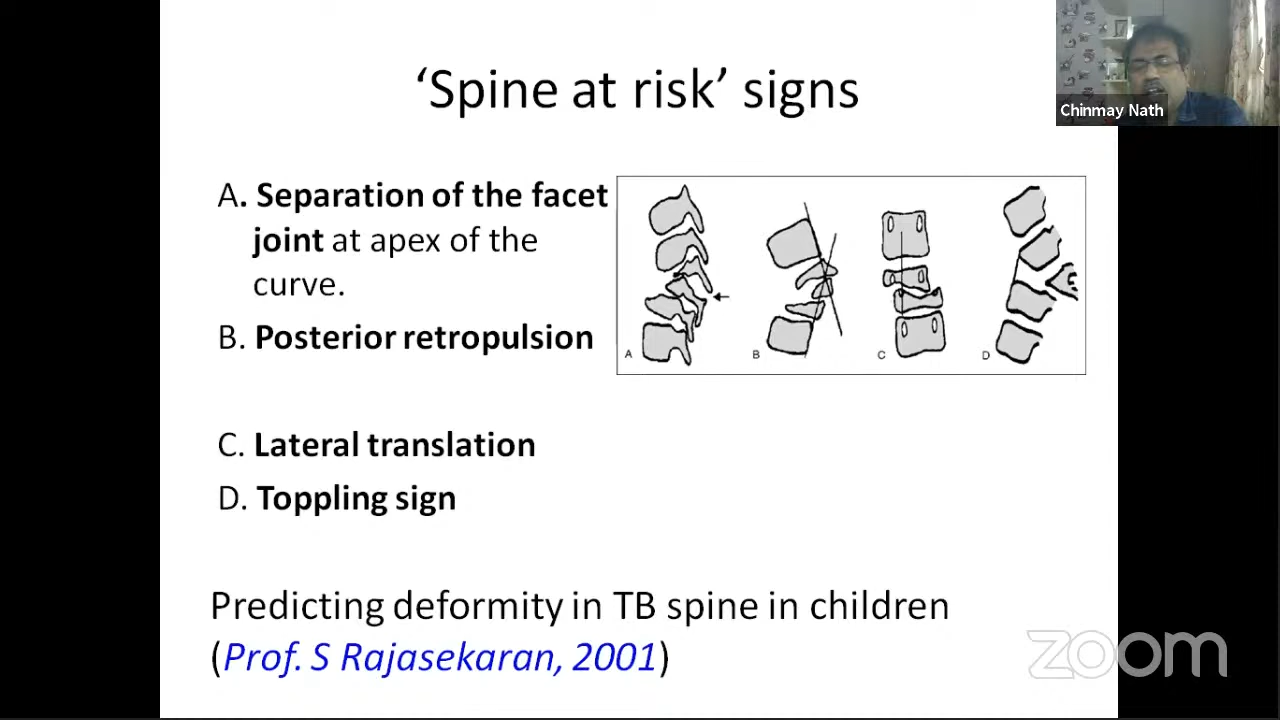 ‘Spine at risk’ signs
Chinmay Nath
A. Separation of the facet
joint at apex of the
curve.
B. Posterior retropulsion
C. Lateral translation
D. Toppling sign
A
B
C
D
Predicting deformity in TB spine in children
(Prof. S Rajasekaran, 2001)
zoom